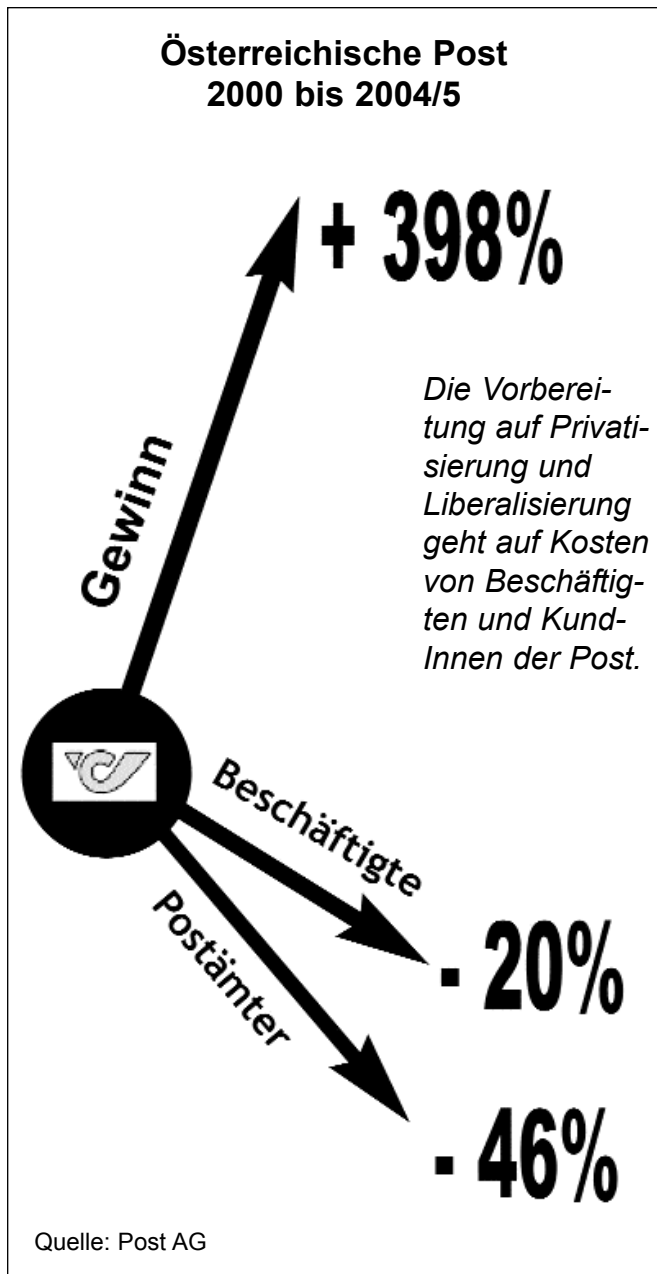 Österreichische Post
2000 bis 2004/5
+ 398%
Gewinn
Die Vorberei-
tung auf Privati-
sierung und
Liberalisierung
geht auf Kosten
von Beschäftig-
ten und Kund-
Innen der Post.
Beschäftigte
- 20%
Postämter
- 46%
Quelle: Post AG